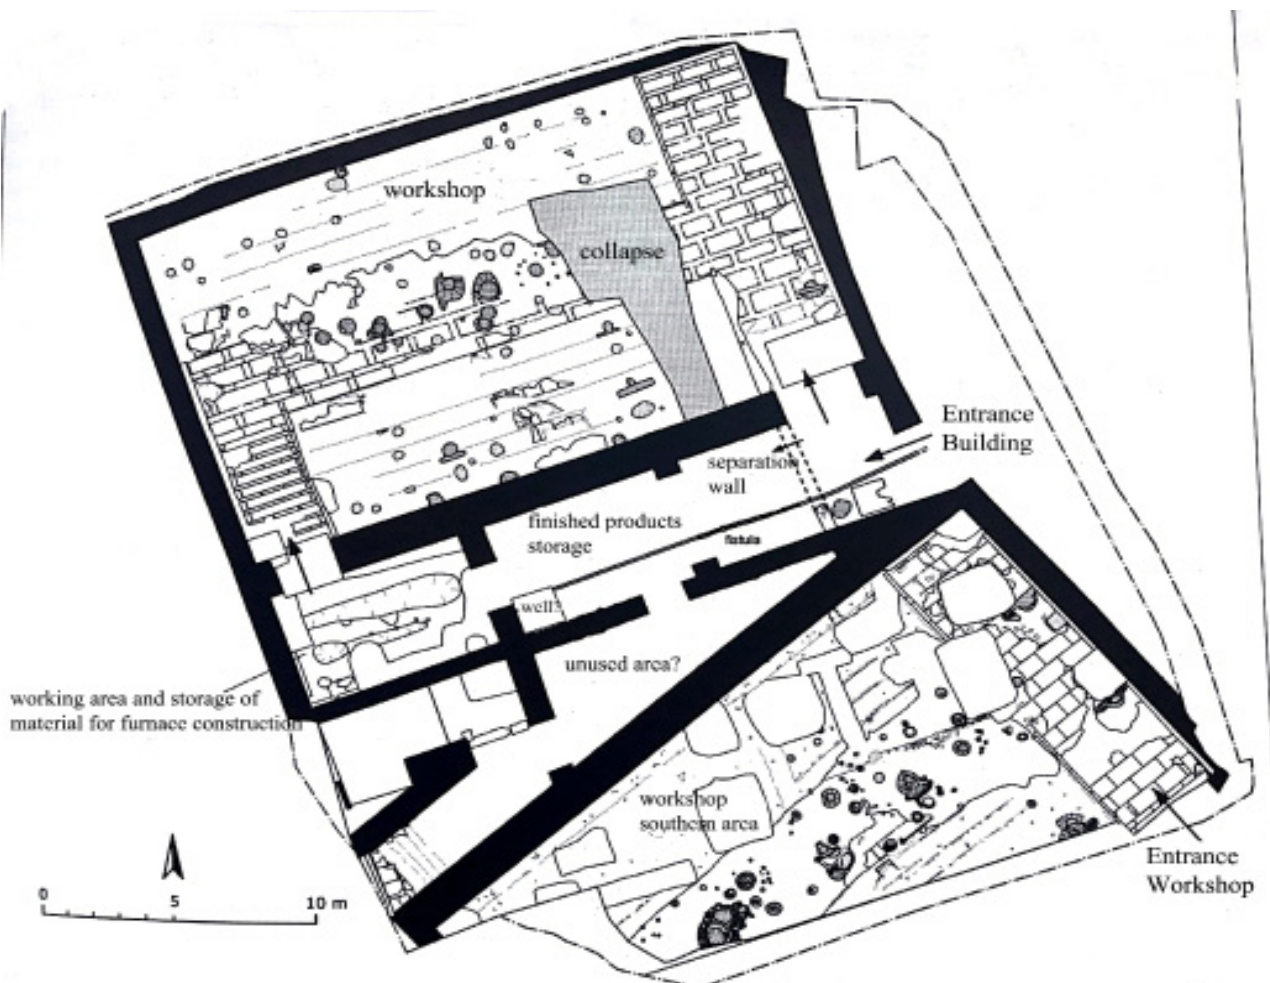 workshop
collapse
Entrance
Building
separation
wall
finished products
storage
fistula
well?
unused area?
working area and storage of
material for furnace construction
workshop
southern area
Entrance
Workshop
0
5
10 m